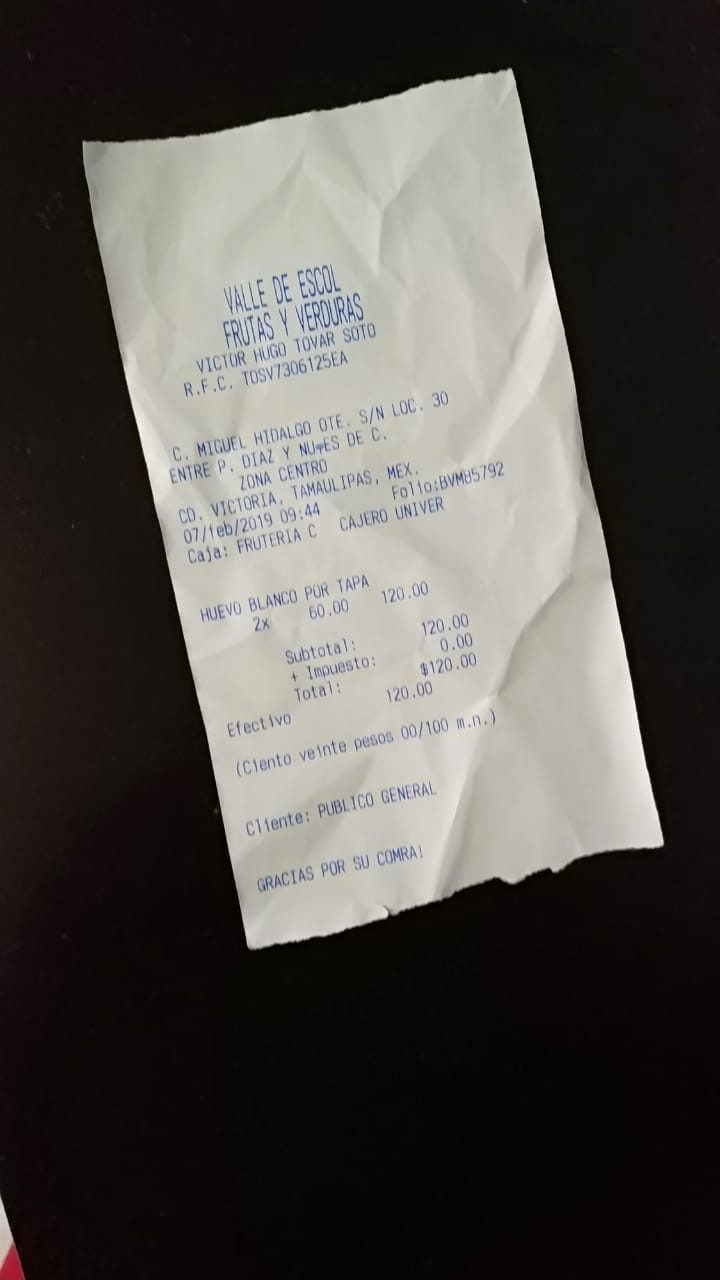 VALLE DE ESCOL
FRUTAS Y VERDURAS
VICTOR HUGO TOVAR SOTO
R.F.C. TOSV7306125EA
C. MIGUEL HIDALGO OTE. S/N LOC. 30
ENTRE P. DIAZ Y NU╤ES DE C.
ZONA CENTRO
CD. VICTORIA, TAMAULIPAS, MEX.
07/feb/2019 09:44 Folio:BVM85792
Caja: FRUTERIA C CAJERO UNIVER
HUEVO BLANCO POR TAPA
2x 60.00 120.00
Subtotal: 120.00
+ Impuesto: 0.00
Total: $120.00
Efectivo 120.00
(Ciento veinte pesos 00/100 m.n.)
Cliente: PUBLICO GENERAL
GRACIAS POR SU COMRA!